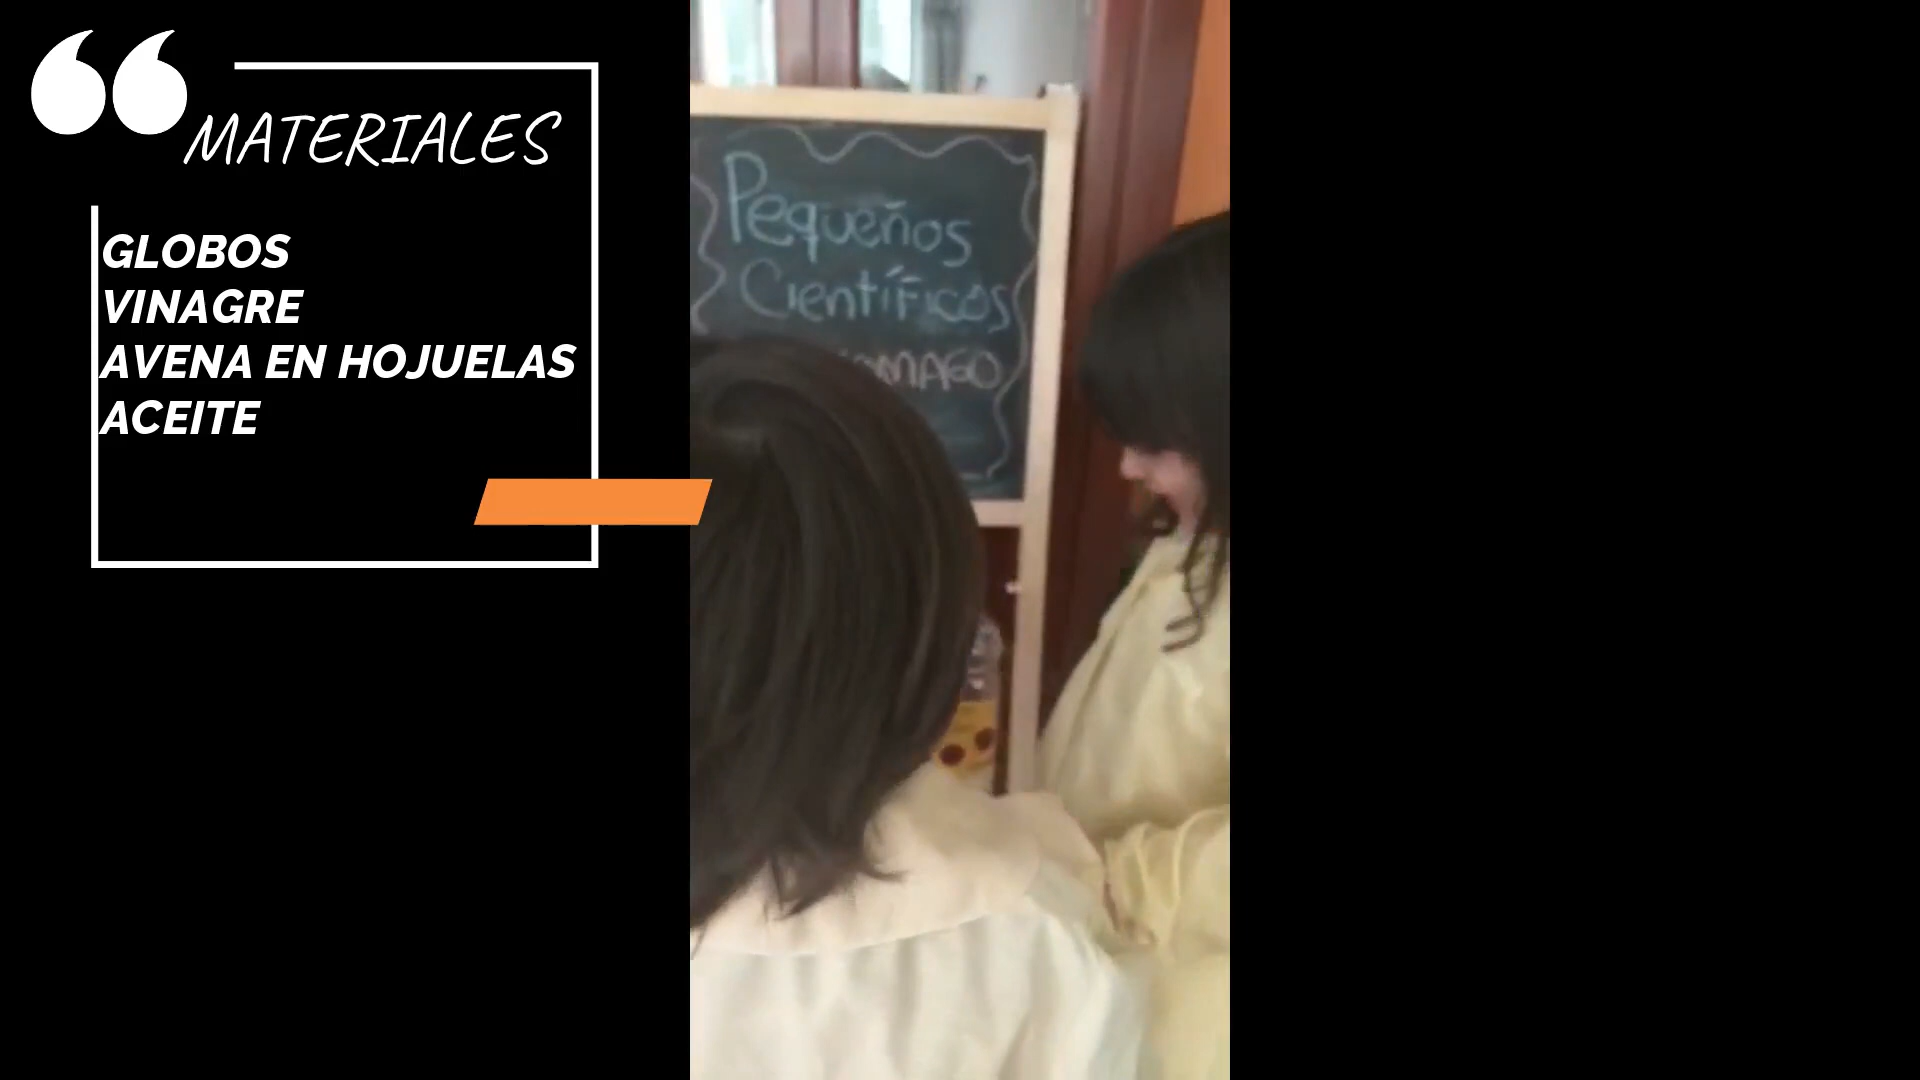 MATERIALES
GLOBOS
VINAGRE
AVENA EN HOJUELAS
ACEITE
Pequeños
Científicos